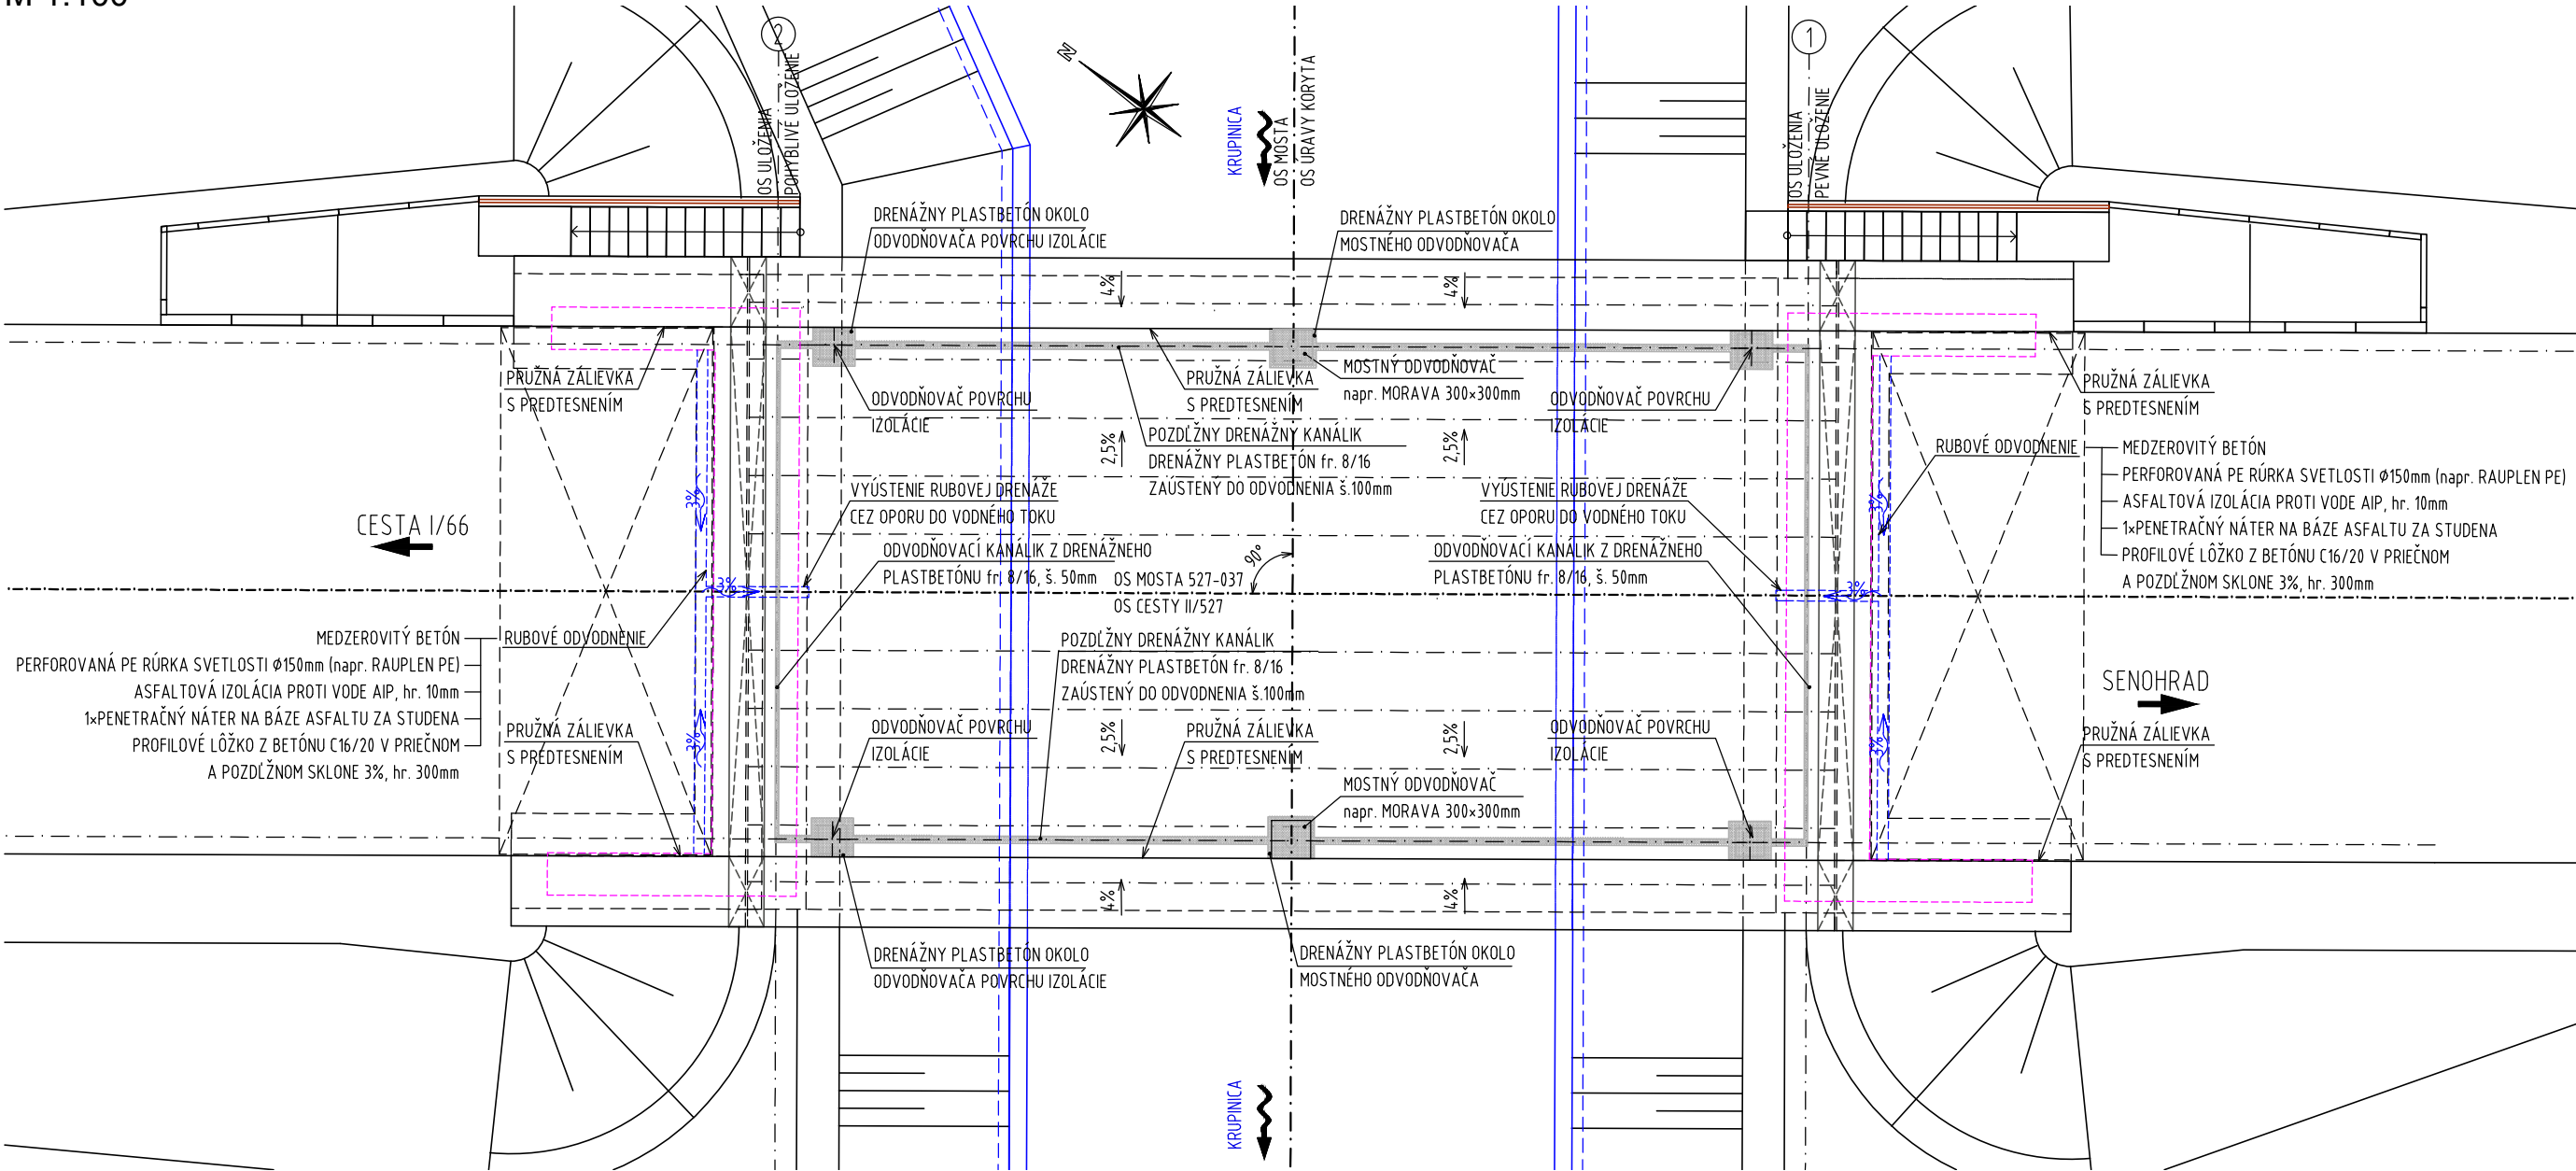 M 1:100
2
OS ULOŽENIA
POHYBLIVÉ ULOŽENIE
N
KRUPINICA
OS MOSTA
OS ÚRAVY KORYTA
1
OS ULOŽENIA
PEVNÉ ULOŽENIE
DRENÁŽNY PLASTBETÓN OKOLO
ODVODŇOVAČA POVRCHU IZOLÁCIE
DRENÁŽNY PLASTBETÓN OKOLO
MOSTNÉHO ODVODŇOVAČA
4%
4%
PRUŽNÁ ZÁLIEVKA
S PREDTESNENÍM
ODVODŇOVAČ POVRCHU
IZOLÁCIE
PRUŽNÁ ZÁLIEVKA
S PREDTESNENÍM
MOSTNÝ ODVODŇOVAČ
napr. MORAVA 300×300mm
ODVODŇOVAČ POVRCHU
IZOLÁCIE
PRUŽNÁ ZÁLIEVKA
S PREDTESNENÍM
2,5%
POZDĹŽNY DRENÁŽNY KANÁLIK
DRENÁŽNY PLASTBETÓN fr. 8/16
ZAÚSTENÝ DO ODVODNENIA š.100mm
2,5%
RUBOVÉ ODVODNENIE
MEDZEROVITÝ BETÓN
PERFOROVANÁ PE RÚRKA SVETLOSTI Ø150mm (napr. RAUPLEN PE)
ASFALTOVÁ IZOLÁCIA PROTI VODE AIP, hr. 10mm
1×PENETRAČNÝ NÁTER NA BÁZE ASFALTU ZA STUDENA
PROFILOVÉ LÔŽKO Z BETÓNU C16/20 V PRIEČNOM
A POZDĹŽNOM SKLONE 3%, hr. 300mm
CESTA I/66
3%
VYÚSTENIE RUBOVEJ DRENÁŽE
CEZ OPORU DO VODNÉHO TOKU
VYÚSTENIE RUBOVEJ DRENÁŽE
CEZ OPORU DO VODNÉHO TOKU
3%
ODVODŇOVACÍ KANÁLIK Z DRENÁŽNEHO
PLASTBETÓNU fr. 8/16, š. 50mm
90°
ODVODŇOVACÍ KANÁLIK Z DRENÁŽNEHO
PLASTBETÓNU fr. 8/16, š. 50mm
3%
OS MOSTA 527-037
OS CESTY II/527
3%
MEDZEROVITÝ BETÓN
PERFOROVANÁ PE RÚRKA SVETLOSTI Ø150mm (napr. RAUPLEN PE)
ASFALTOVÁ IZOLÁCIA PROTI VODE AIP, hr. 10mm
1×PENETRAČNÝ NÁTER NA BÁZE ASFALTU ZA STUDENA
PROFILOVÉ LÔŽKO Z BETÓNU C16/20 V PRIEČNOM
A POZDĹŽNOM SKLONE 3%, hr. 300mm
RUBOVÉ ODVODNENIE
POZDĹŽNY DRENÁŽNY KANÁLIK
DRENÁŽNY PLASTBETÓN fr. 8/16
ZAÚSTENÝ DO ODVODNENIA š.100mm
SENOHRAD
PRUŽNÁ ZÁLIEVKA
S PREDTESNENÍM
3%
ODVODŇOVAČ POVRCHU
IZOLÁCIE
2,5%
PRUŽNÁ ZÁLIEVKA
S PREDTESNENÍM
2,5%
ODVODŇOVAČ POVRCHU
IZOLÁCIE
3%
PRUŽNÁ ZÁLIEVKA
S PREDTESNENÍM
MOSTNÝ ODVODŇOVAČ
napr. MORAVA 300×300mm
4%
4%
DRENÁŽNY PLASTBETÓN OKOLO
ODVODŇOVAČA POVRCHU IZOLÁCIE
DRENÁŽNY PLASTBETÓN OKOLO
MOSTNÉHO ODVODŇOVAČA
KRUPINICA